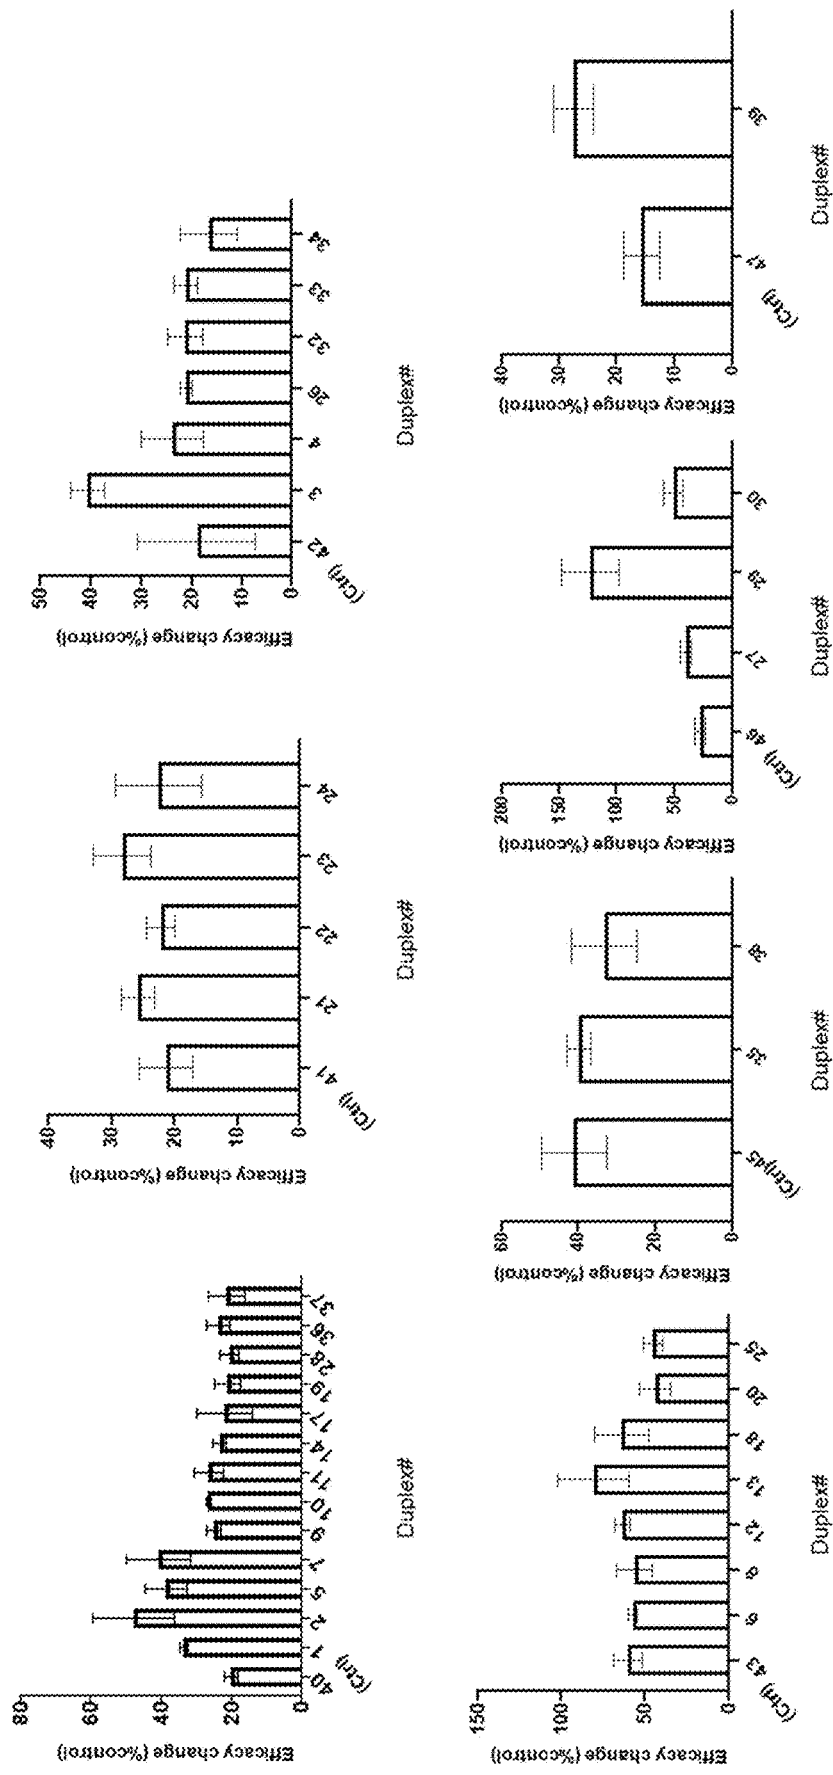 Efficacy change (%control)
80
60
40
20
0
40 1 2 5 7 9 10 11 14 17 19 28 36 37
(Ctrl)
Duplex#
Efficacy change (%control)
40
30
20
10
0
41 21 22 23 24
(Ctrl)
Duplex#
Efficacy change (%control)
50
40
30
20
10
0
42 3 4 26 32 33 34
(Ctrl)
Duplex#
Efficacy change (%control)
150
100
50
0
43 6 8 12 13 18 20 25
(Ctrl)
Duplex#
Efficacy change (%control)
60
40
20
0
(Ctrl)45 35 38
Duplex#
Efficacy change (%control)
200
150
100
50
0
46 27 29 30
(Ctrl)
Duplex#
Efficacy change (%control)
40
30
20
10
0
47 39
(Ctrl)
Duplex#